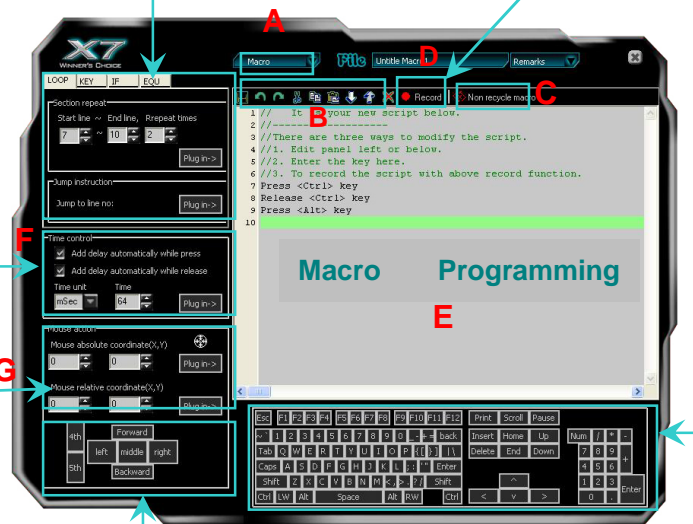 A
X7
WINNER'S CHOICE
Macro
File
Untitle Macro1
D
Remarks
LOOP KEY IF EQU
Record
Non recycle macro
C
B
Section repeat
Start line ~ End line, Rrepeat times
7 ~ 10 2
Plug in->
Jump instruction
Jump to line no:
Plug in->
1 // It is your new script below.
2 //-------------------
3 //There are three ways to modify the script.
4 //1. Edit panel left or below.
5 //2. Enter the key here.
6 //3. To record the script with above record function.
7 Press <Ctrl> key
8 Release <Ctrl> key
9 Press <Alt> key
10
F
Time control
Add delay automatically while press
Add delay automatically while release
Time unit Time
mSec 64
Plug in->
Macro Programming
E
Mouse action
Mouse absolute coordinate(X,Y)
0 0
Plug in->
G
Mouse relative coordinate(X,Y)
0 0
Plug in->
4th
5th
Forward
left middle right
Backward
Esc F1 F2 F3 F4 F5 F6 F7 F8 F9 F10 F11 F12 Print Scroll Pause
~ 1 2 3 4 5 6 7 8 9 0 _- += back Insert Home Up Num / * -
Tab Q W E R T Y U I O P {[ }] |\ Delete End Down 7 8 9
Caps A S D F G H J K L ;: '" Enter 4 5 6 +
Shift Z X C V B N M <, >. ?/ Shift ^ 1 2 3
Ctrl LW Alt Space Alt RW Ctrl < v > 0 . Enter